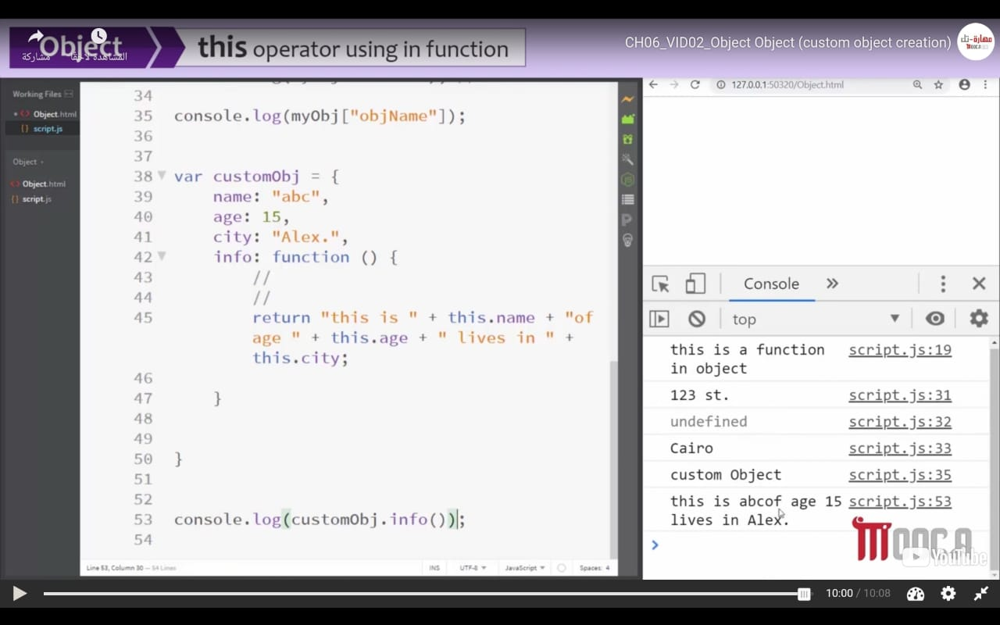 Object
مشاركة
المشاهدة لاحقًا
this operator using in function
CH06_VID02_Object Object (custom object creation)
مهارة-تك
MOOCA
Working Files
Object.html
script.js
Object
Object.html
script.js
34
35 console.log(myObj["objName"]);
36
37
38 var customObj = {
39 name: "abc",
40 age: 15,
41 city: "Alex.",
42 info: function () {
43 //
44 //
45 return "this is " + this.name + "of
age " + this.age + " lives in " +
this.city;
46
47 }
48
49
50 }
51
52
53 console.log(customObj.info());
54
Line 53, Column 30 — 54 Lines
INS UTF-8 JavaScript Spaces: 4
127.0.0.1:50320/Object.html
Console
top
this is a function script.js:19
in object
123 st. script.js:31
undefined script.js:32
Cairo script.js:33
custom Object script.js:35
this is abcof age 15 script.js:53
lives in Alex.
MOOCA
YouTube
10:00 / 10:08